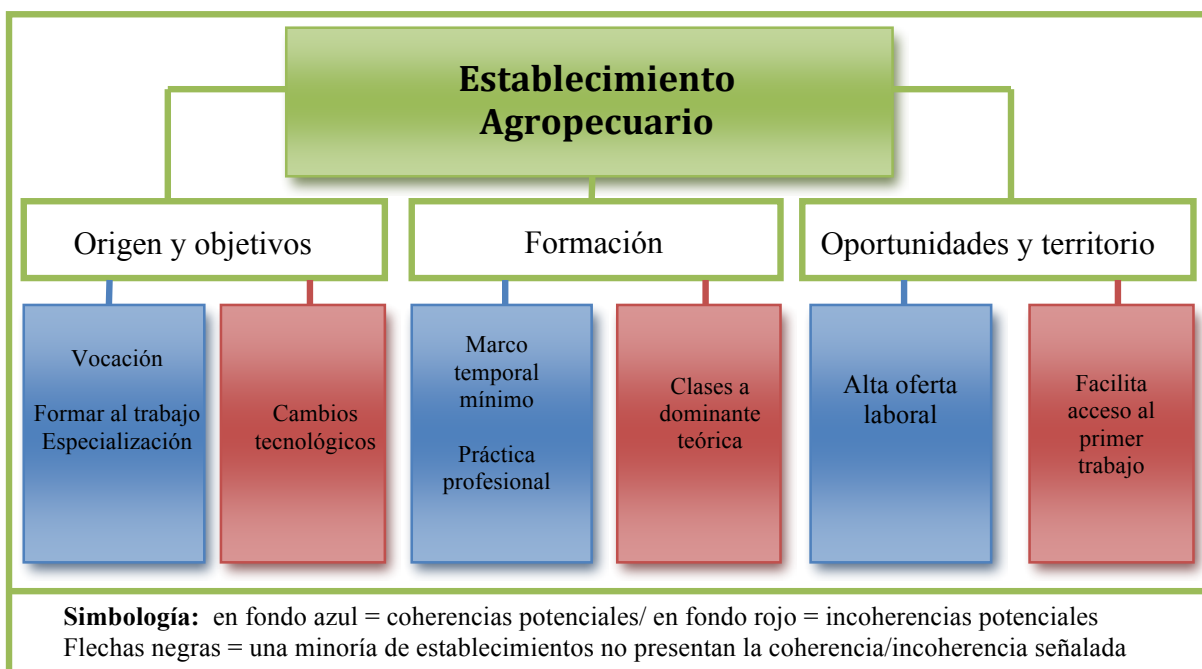 Establecimiento
Agropecuario
Origen y objetivos
Formación
Oportunidades y territorio
Vocación
Formar al trabajo
Especialización
Cambios
tecnológicos
Marco
temporal
mínimo
Práctica
profesional
Clases a
dominante
teórica
Alta oferta
laboral
Facilita
acceso al
primer
trabajo
Simbología: en fondo azul = coherencias potenciales/ en fondo rojo = incoherencias potenciales
Flechas negras = una minoría de establecimientos no presentan la coherencia/incoherencia señalada